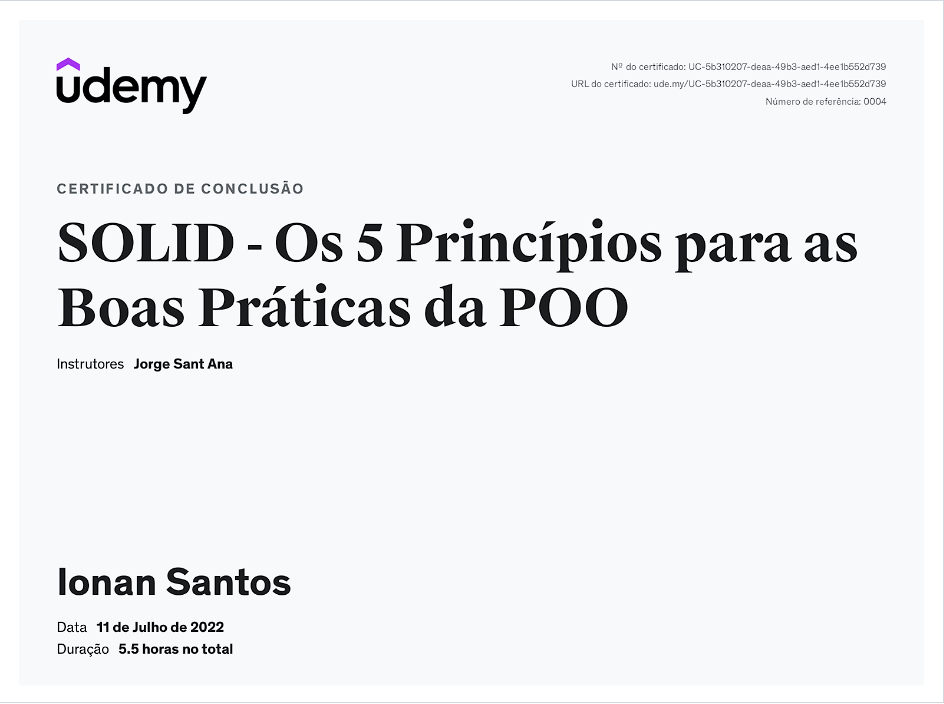 udemy
Nº do certificado: UC-5b310207-deaa-49b3-aed1-4ee1b552d739
URL do certificado: ude.my/UC-5b310207-deaa-49b3-aed1-4ee1b552d739
Número de referência: 0004
CERTIFICADO DE CONCLUSÃO
SOLID - Os 5 Princípios para as
Boas Práticas da POO
Instrutores Jorge Sant Ana
Ionan Santos
Data 11 de Julho de 2022
Duração 5.5 horas no total